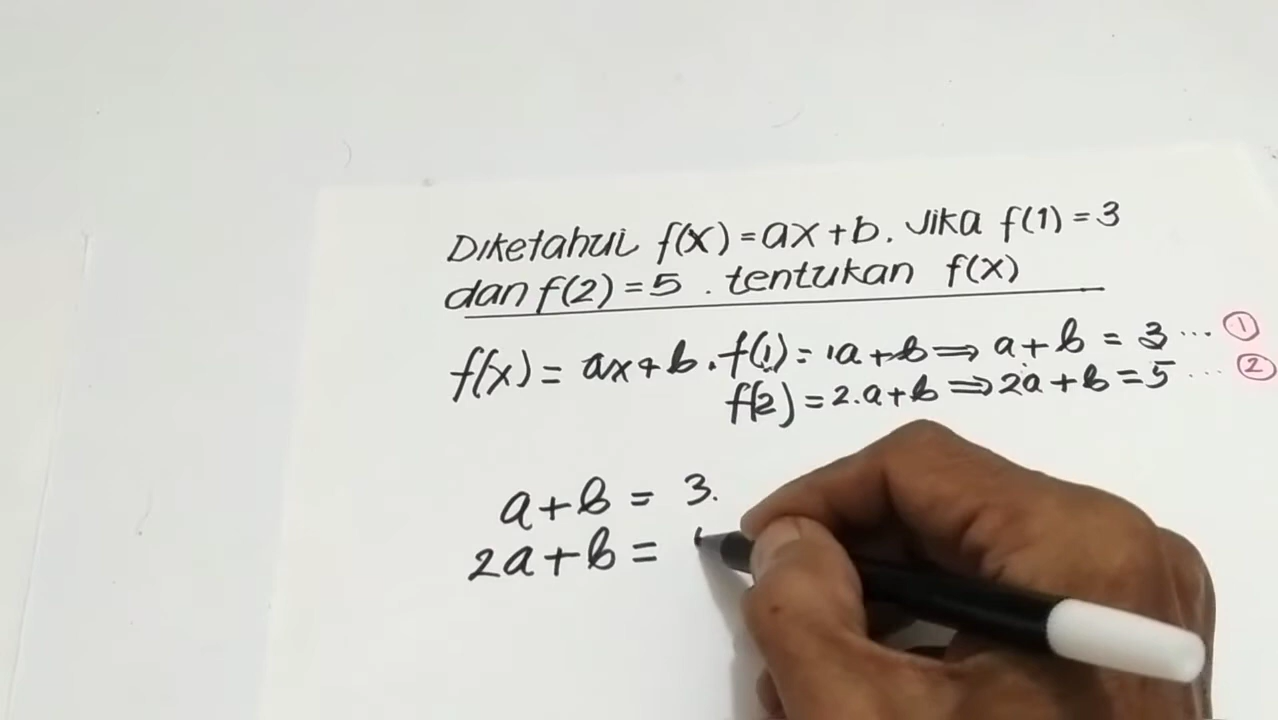 Diketahui f(x) = ax + b. Jika f(1) = 3
dan f(2) = 5 . tentukan f(x)
f(x) = ax + b. f(1) = 1a + b ⇒ a + b = 3 ... ①
f(2) = 2.a + b ⇒ 2a + b = 5 ... ②
a + b = 3.
2a + b =